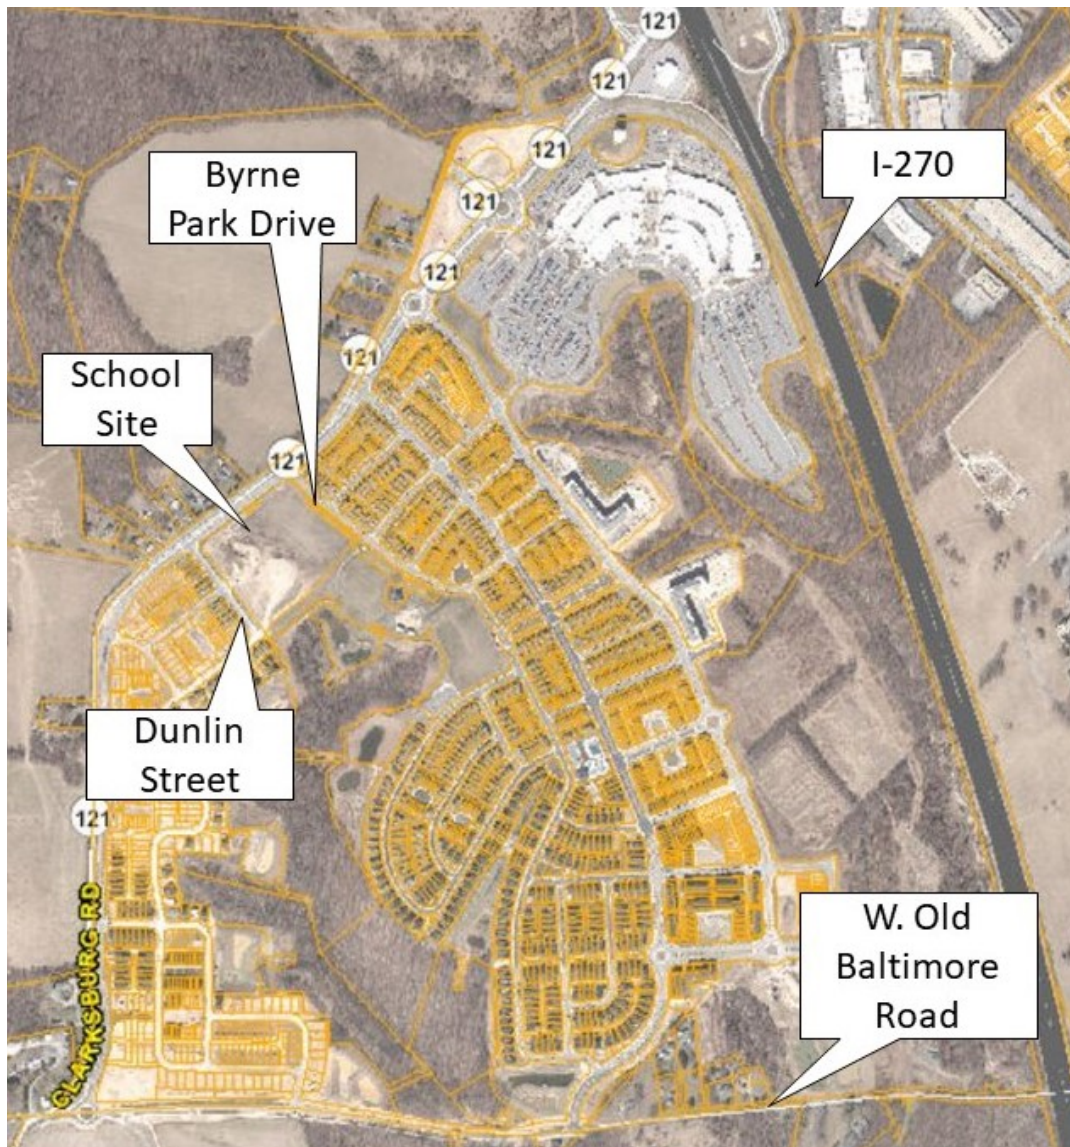 121
121
121
I-270
Byrne
Park Drive
121
121
121
School
Site
121
Dunlin
Street
121
CLARKSBURG RD
W. Old
Baltimore
Road